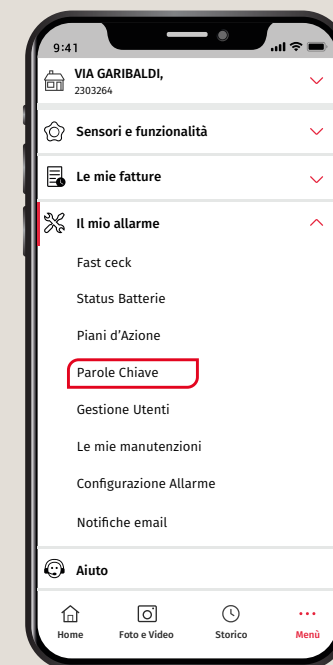 9:41
VIA GARIBALDI,
2303264
Sensori e funzionalità
Le mie fatture
Il mio allarme
Fast ceck
Status Batterie
Piani d'Azione
Parole Chiave
Gestione Utenti
Le mie manutenzioni
Configurazione Allarme
Notifiche email
Aiuto
Home Foto e Video Storico Menù